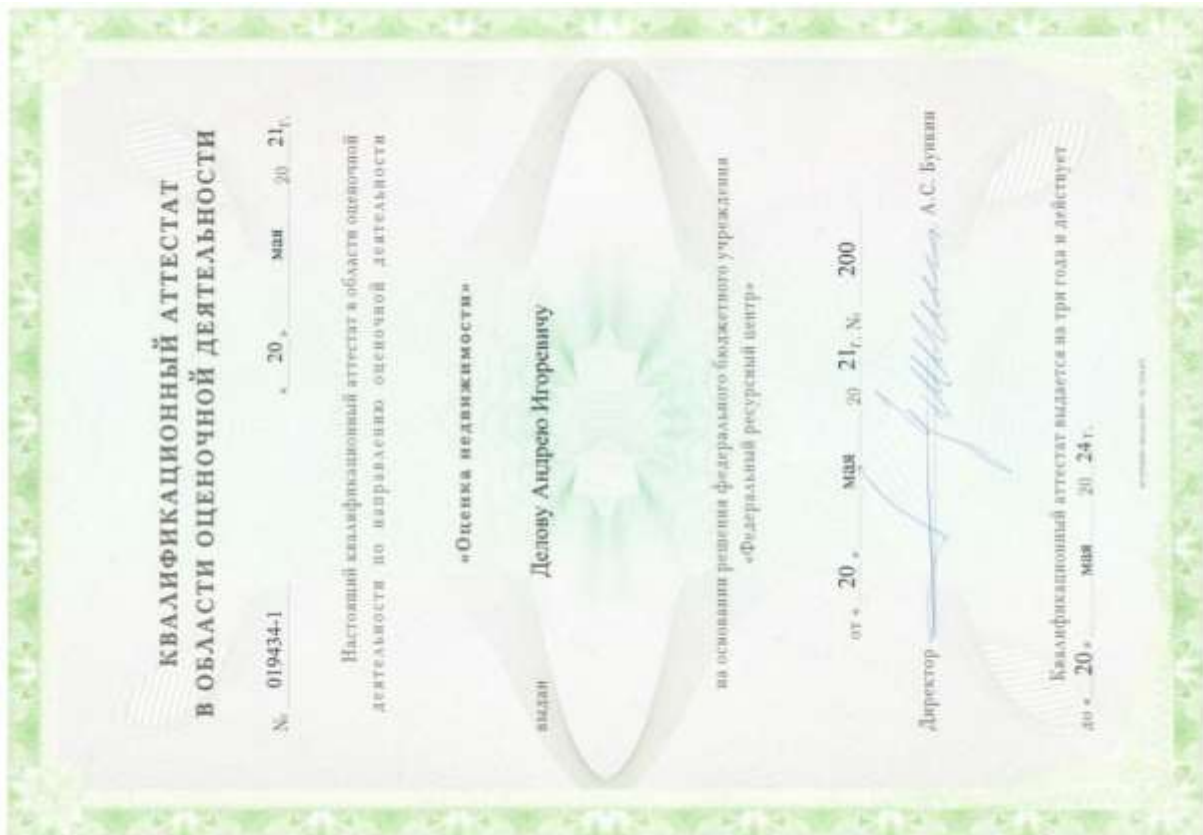 КВАЛИФИКАЦИОННЫЙ АТТЕСТАТ
В ОБЛАСТИ ОЦЕНОЧНОЙ ДЕЯТЕЛЬНОСТИ
№ 019434-1 « 20 » мая 20 21 г.
Настоящий квалификационный аттестат в области оценочной
деятельности по направлению оценочной деятельности
«Оценка недвижимости»
выдан Делову Андрею Игоревичу
на основании решения федерального бюджетного учреждения
«Федеральный ресурсный центр»
от « 20 » мая 20 21 г. № 200
Директор А.С. Бункин
Квалификационный аттестат выдается на три года и действует
до « 20 » мая 20 24 г.